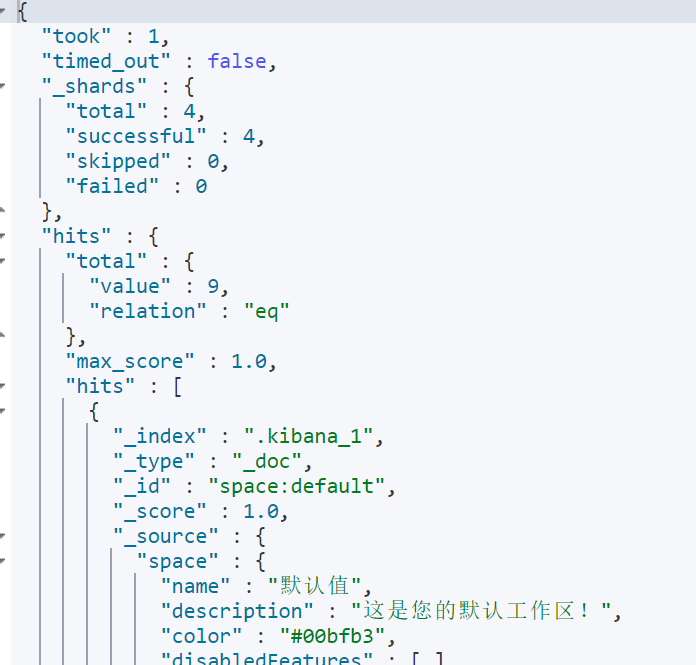 {
"took" : 1,
"timed_out" : false,
"_shards" : {
"total" : 4,
"successful" : 4,
"skipped" : 0,
"failed" : 0
},
"hits" : {
"total" : {
"value" : 9,
"relation" : "eq"
},
"max_score" : 1.0,
"hits" : [
{
"_index" : ".kibana_1",
"_type" : "_doc",
"_id" : "space:default",
"_score" : 1.0,
"_source" : {
"space" : {
"name" : "默认值",
"description" : "这是您的默认工作区！",
"color" : "#00bfb3",
"disabledFeatures" : [ ]